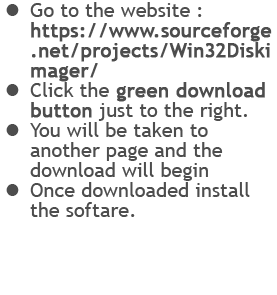 ● Go to the website :
https://www.sourceforge
.net/projects/Win32Diski
mager/
● Click the green download
button just to the right.
● You will be taken to
another page and the
download will begin
● Once downloaded install
the softare.